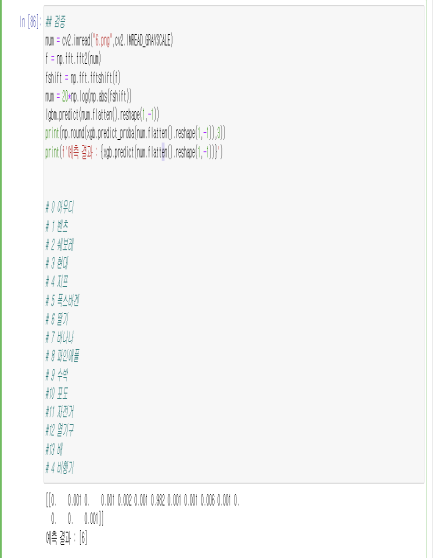 In [86]: ## 검증
num = cv2.imread("6.png",cv2.IMREAD_GRAYSCALE)
f = np.fft.fft2(num)
fshift = np.fft.fftshift(f)
num = 20*np.log(np.abs(fshift))
lgbm.predict(num.flatten().reshape(1,-1))
print(np.round(xgb.predict_proba(num.flatten().reshape(1,-1)),3))
print(f'예측 결과 : {xgb.predict(num.flatten().reshape(1,-1))}')
# 0 아우디
# 1 벤츠
# 2 쉐보레
# 3 현대
# 4 지프
# 5 폭스바겐
# 6 딸기
# 7 바나나
# 8 파인애플
# 9 수박
#10 포도
#11 자전거
#12 열기구
#13 배
# 4 비행기
[[0. 0.001 0. 0.001 0.002 0.001 0.982 0.001 0.001 0.006 0.001 0.
0. 0. 0.001]]
예측 결과 : [6]